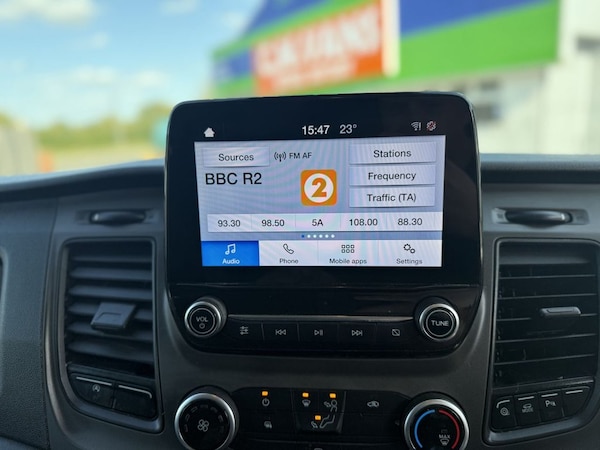 VANS
15:47 23°
Sources FM AF Stations
BBC R2 2 Frequency
Traffic (TA)
93.30 98.50 5A 108.00 88.30
Audio Phone Mobile apps Settings
VOL TUNE
MAX